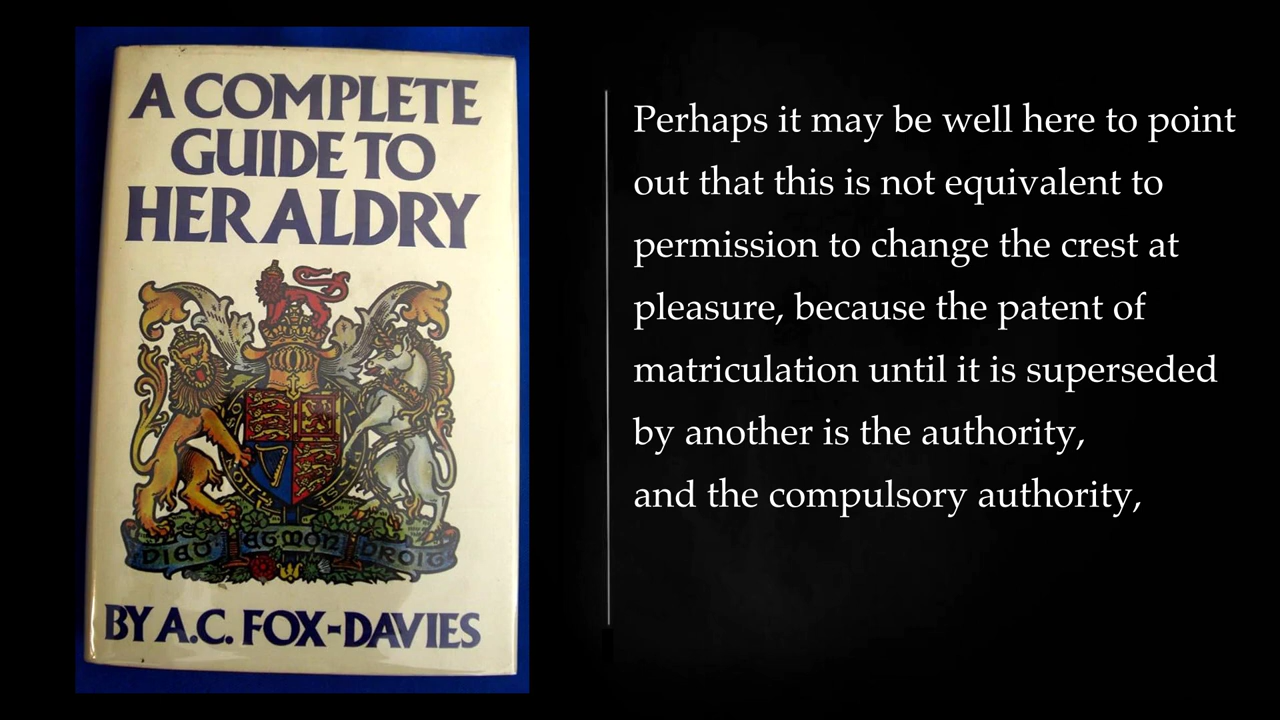 A COMPLETE
GUIDE TO
HERALDRY
DIEU ET MON DROIT
BY A.C. FOX-DAVIES
Perhaps it may be well here to point
out that this is not equivalent to
permission to change the crest at
pleasure, because the patent of
matriculation until it is superseded
by another is the authority,
and the compulsory authority,